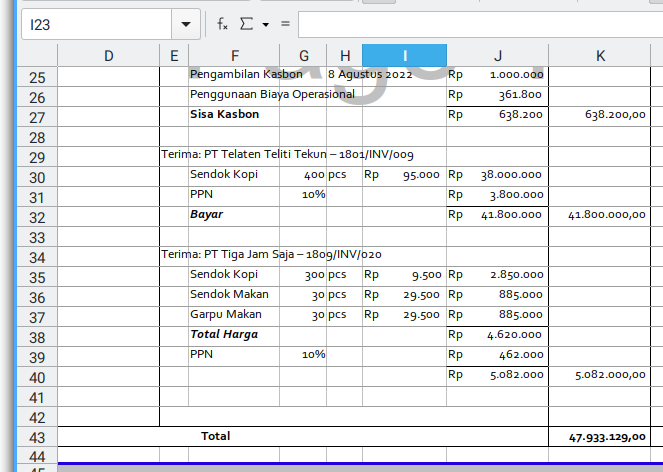 I23
fx Σ =
D E F G H I J K
25 Pengambilan Kasbon 8 Agustus 2022 Rp 1.000.000
26 Penggunaan Biaya Operasional Rp 361.800
27 Sisa Kasbon Rp 638.200 638.200,00
28
29 Terima: PT Telaten Teliti Tekun – 1801/INV/009
30 Sendok Kopi 400 pcs Rp 95.000 Rp 38.000.000
31 PPN 10% Rp 3.800.000
32 Bayar Rp 41.800.000 41.800.000,00
33
34 Terima: PT Tiga Jam Saja – 1809/INV/020
35 Sendok Kopi 300 pcs Rp 9.500 Rp 2.850.000
36 Sendok Makan 30 pcs Rp 29.500 Rp 885.000
37 Garpu Makan 30 pcs Rp 29.500 Rp 885.000
38 Total Harga Rp 4.620.000
39 PPN 10% Rp 462.000
40 Rp 5.082.000 5.082.000,00
41
42
43 Total 47.933.129,00
44
45